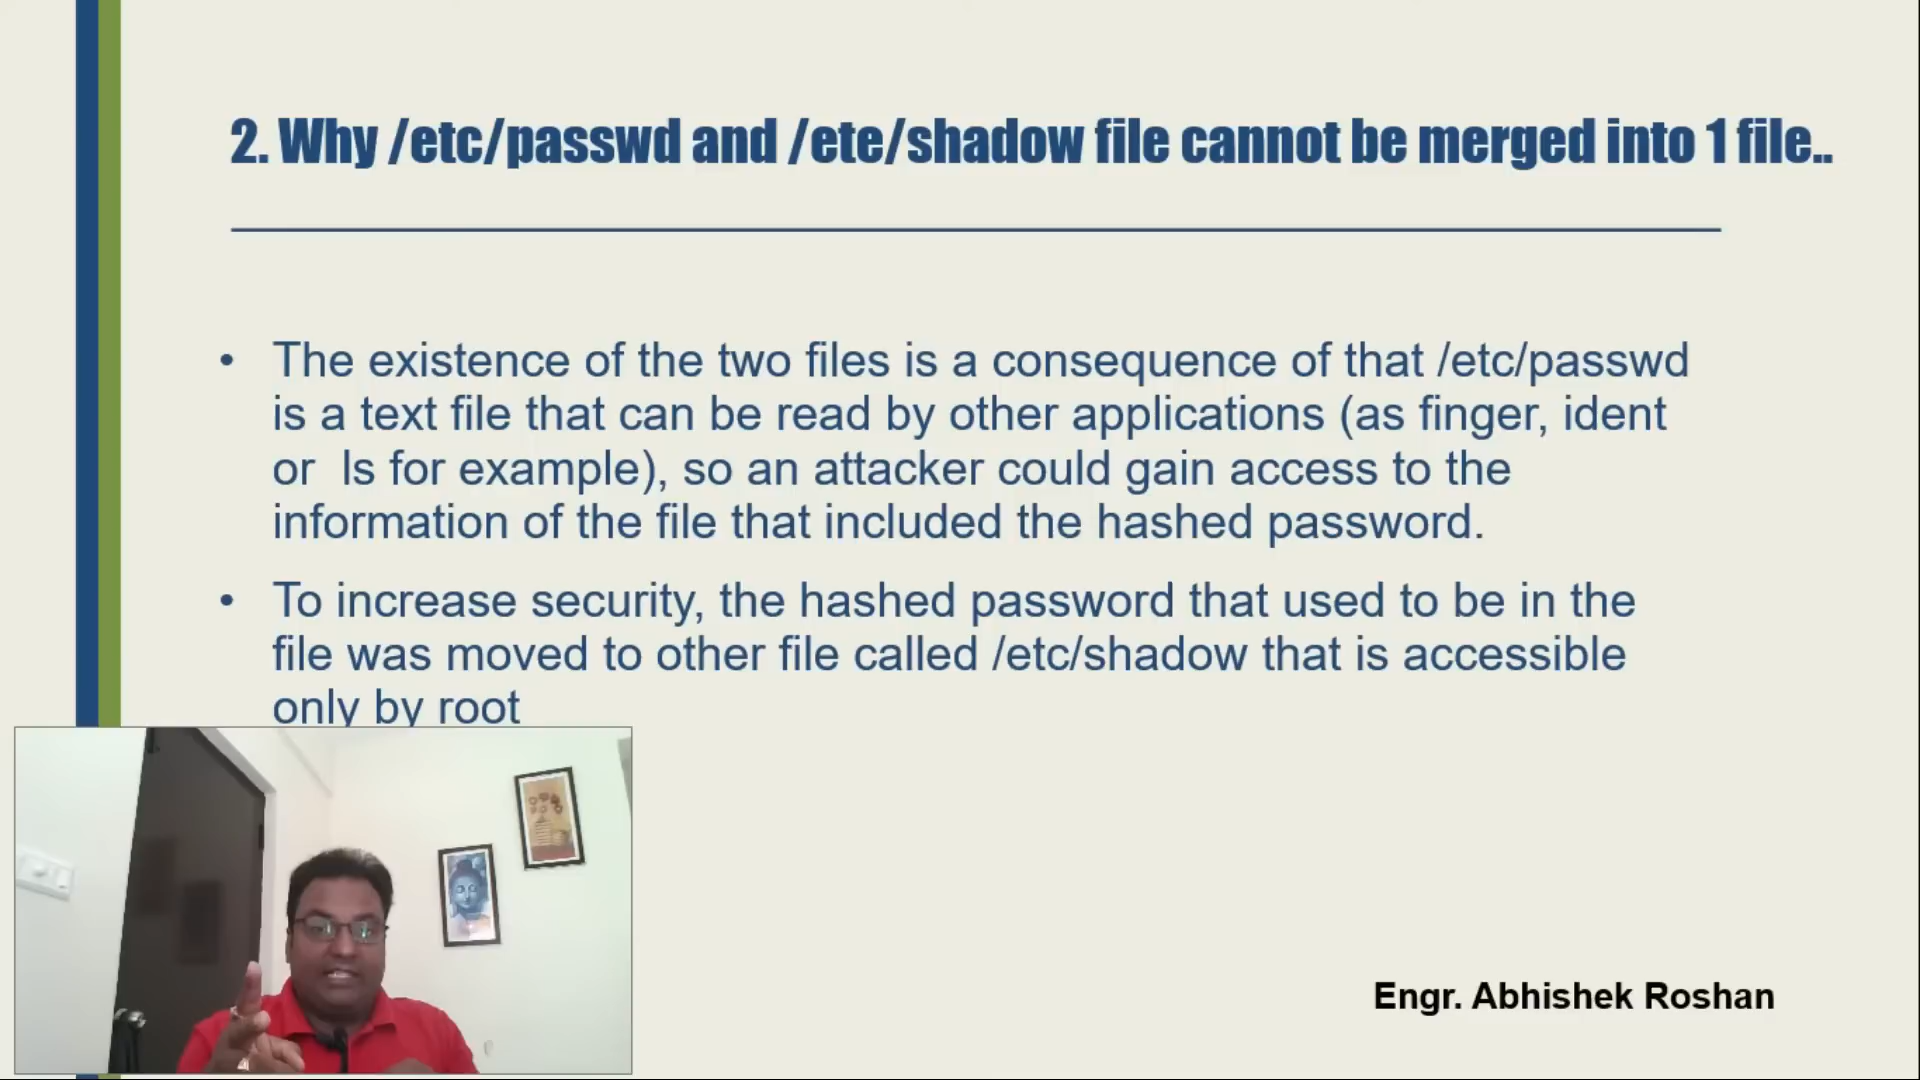 2. Why /etc/passwd and /ete/shadow file cannot be merged into 1 file..
• The existence of the two files is a consequence of that /etc/passwd
is a text file that can be read by other applications (as finger, ident
or ls for example), so an attacker could gain access to the
information of the file that included the hashed password.
• To increase security, the hashed password that used to be in the
file was moved to other file called /etc/shadow that is accessible
only by root
Engr. Abhishek Roshan